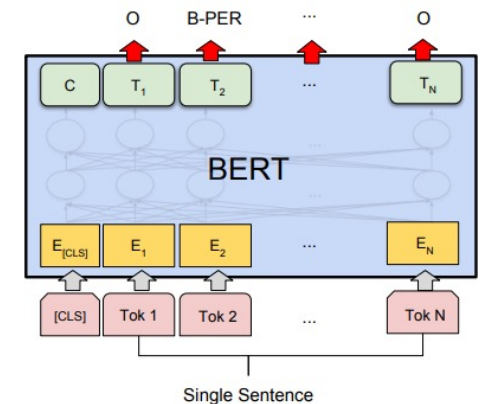 O B-PER ... O
C T1 T2 ... TN
...
BERT
...
E[CLS] E1 E2 ... EN
[CLS] Tok 1 Tok 2 ... Tok N
Single Sentence